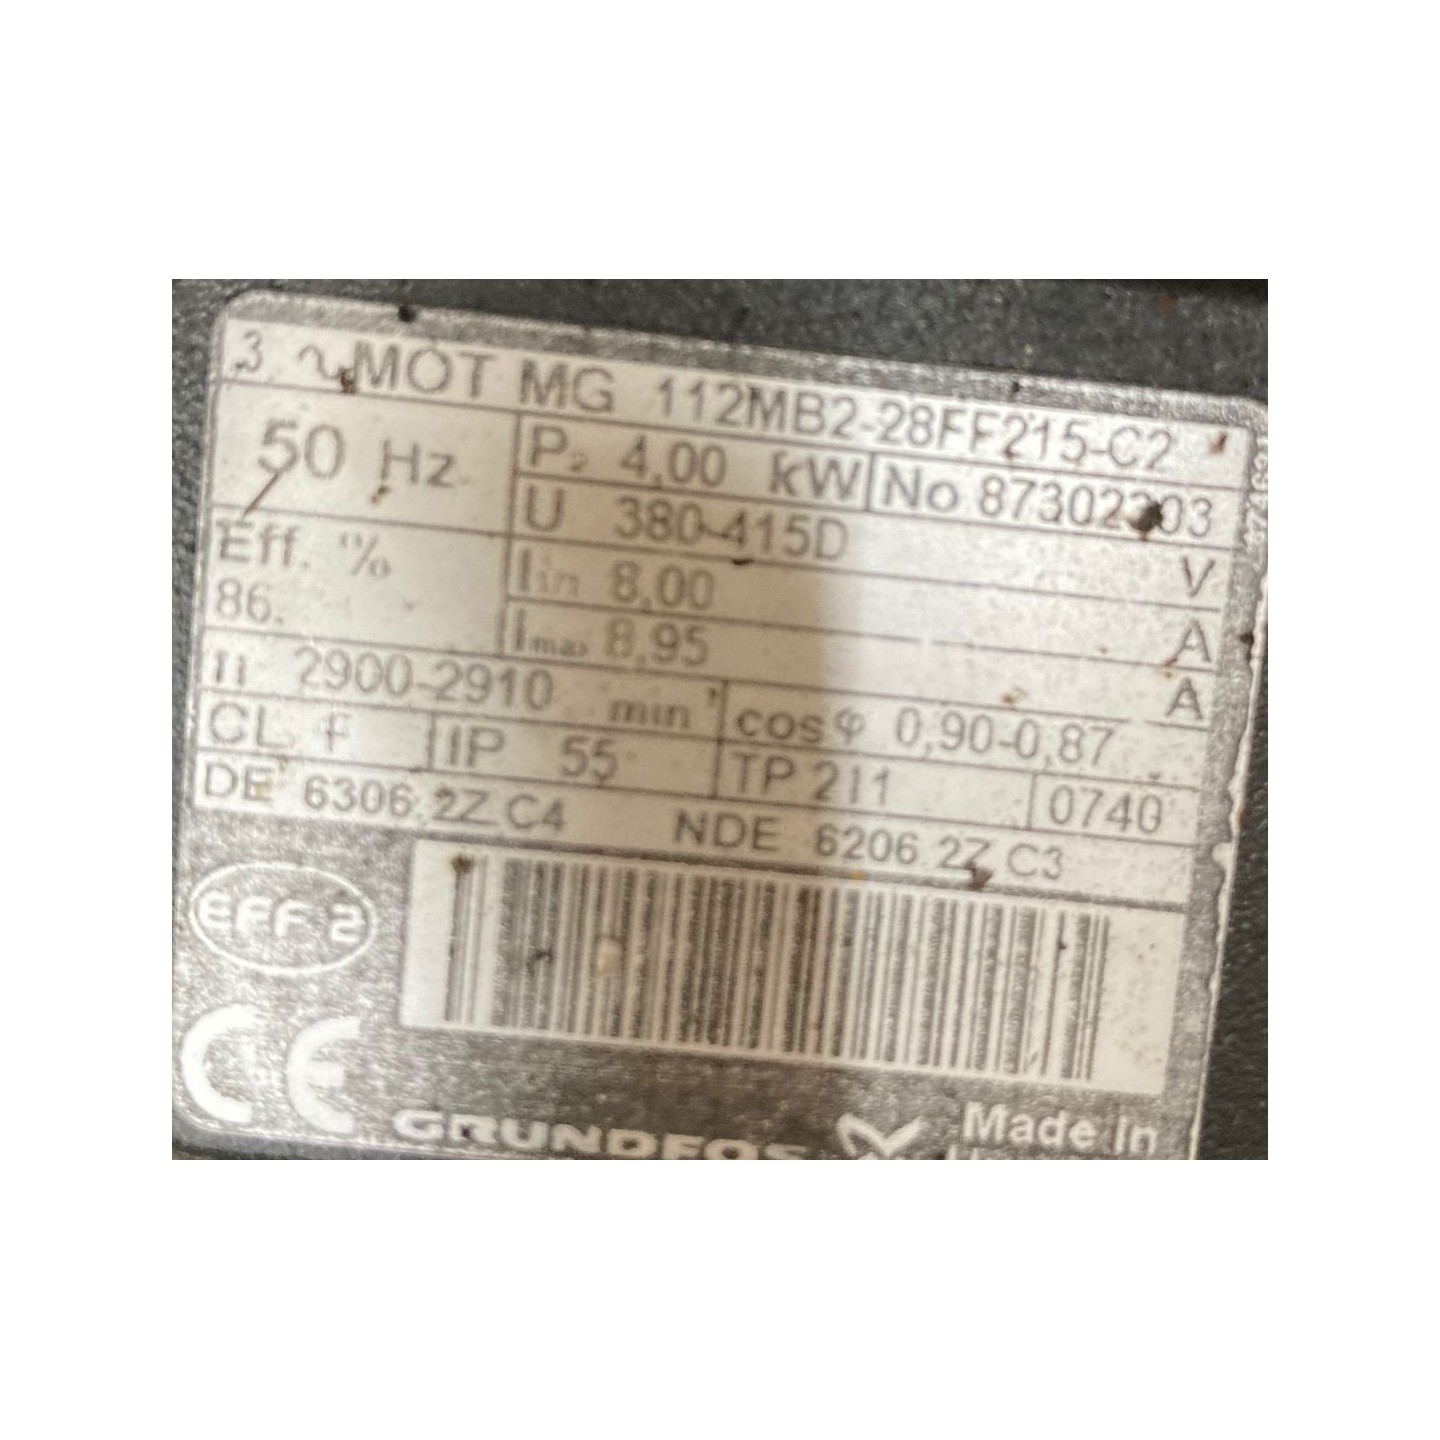 3 ~ MOT MG 112MB2-28FF215-C2
50 Hz P2 4,00 kW No
U 380-415D V
Eff. % I1/1 8,00 A
86. Imax 8,95 A
n 2900-2910 min-1 cosφ 0,90-0,87
CL F IP 55 TP 211 0740
DE 6306.2Z.C4 NDE 6206.2Z.C3
EFF 2
CE
GRUNDFOS Made in